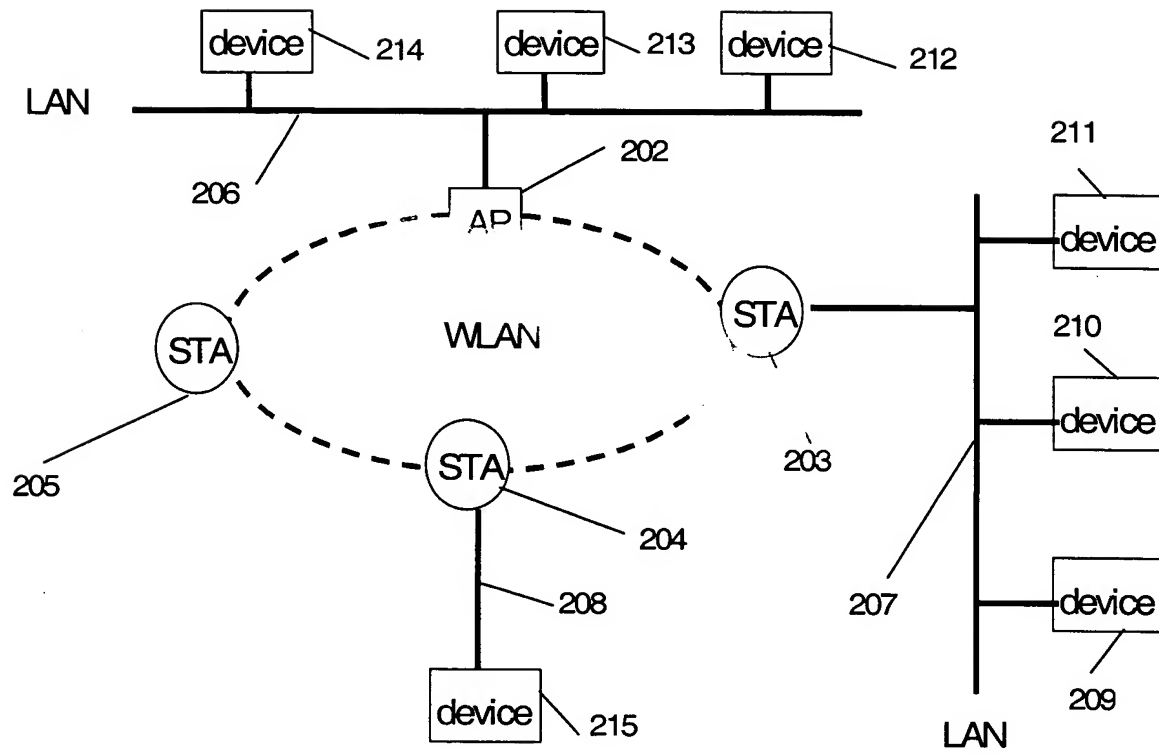 device
214
device
213
device
212
LAN
206
202
AP
211
device
STA
WLAN
STA
210
device
203
205
STA
204
208
207
device
209
device
215
LAN